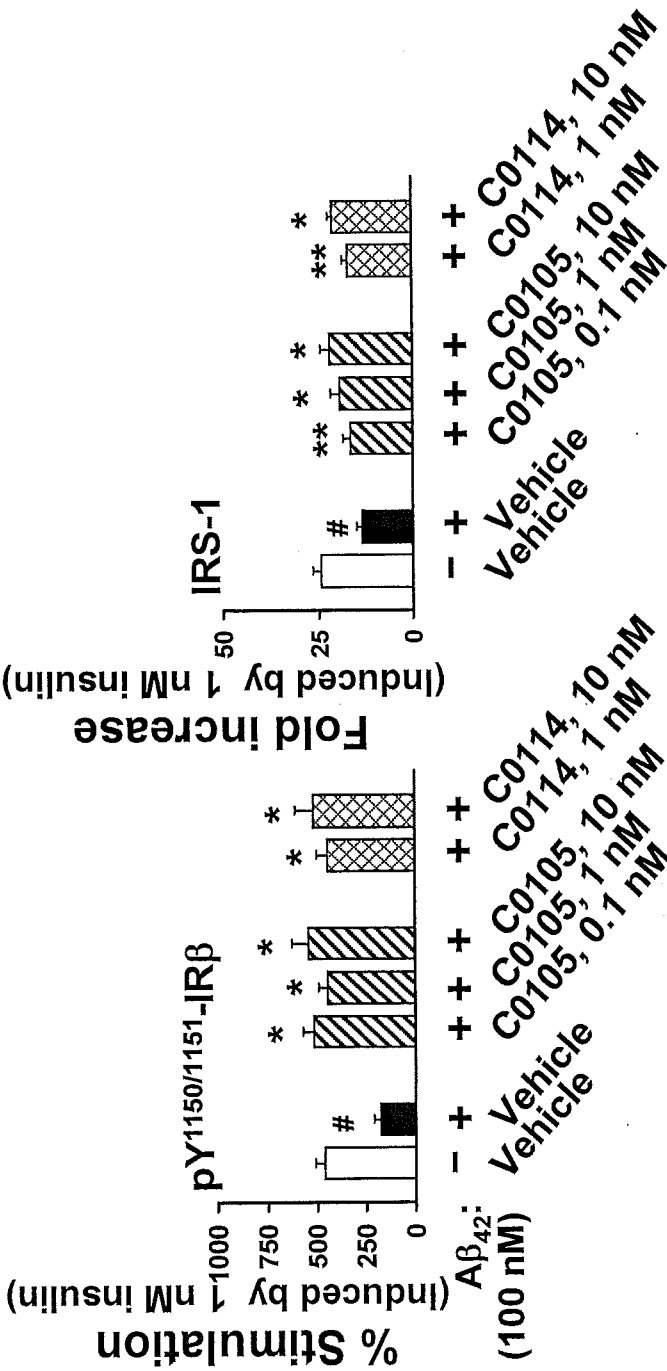 pY1150/1151-IRβ
% Stimulation
(Induced by 1 nM insulin)
1000
750
500
250
0
#
*
*
*
*
*
Aβ42:
(100 nM)
− + + + + + +
Vehicle
Vehicle
C0105, 0.1 nM
C0105, 1 nM
C0105, 10 nM
C0114, 1 nM
C0114, 10 nM
IRS-1
Fold increase
(Induced by 1 nM insulin)
50
25
0
#
**
*
*
**
*
− + + + + + +
Vehicle
Vehicle
C0105, 0.1 nM
C0105, 1 nM
C0105, 10 nM
C0114, 1 nM
C0114, 10 nM